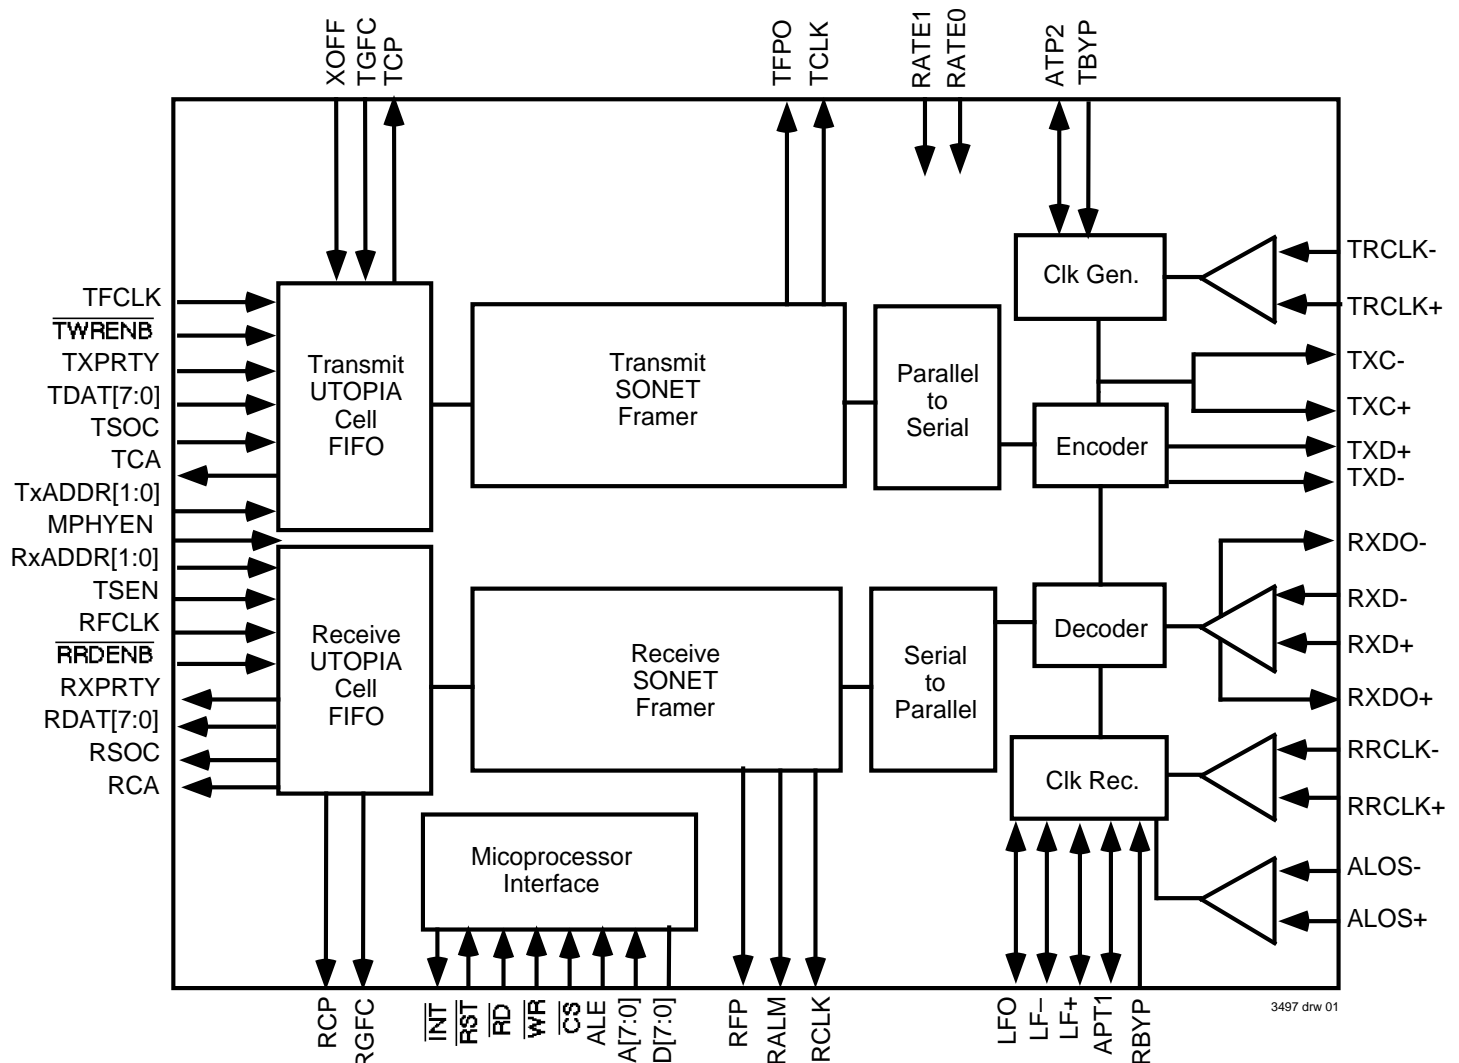 XOFF
TGFC
TCP
TFPO
TCLK
RATE1
RATE0
ATP2
TBYP
TFCLK
TWRENB
TXPRTY
TDAT[7:0]
TSOC
TCA
TxADDR[1:0]
MPHYEN
RxADDR[1:0]
TSEN
RFCLK
RRDENB
RXPRTY
RDAT[7:0]
RSOC
RCA
Transmit
UTOPIA
Cell
FIFO
Transmit
SONET
Framer
Parallel
to
Serial
Clk Gen.
Encoder
Receive
UTOPIA
Cell
FIFO
Receive
SONET
Framer
Serial
to
Parallel
Decoder
Clk Rec.
Micoprocessor
Interface
TRCLK-
TRCLK+
TXC-
TXC+
TXD+
TXD-
RXDO-
RXD-
RXD+
RXDO+
RRCLK-
RRCLK+
ALOS-
ALOS+
RCP
RGFC
INT
RST
RD
WR
CS
ALE
A[7:0]
D[7:0]
RFP
RALM
RCLK
LFO
LF–
LF+
APT1
RBYP
3497 drw 01